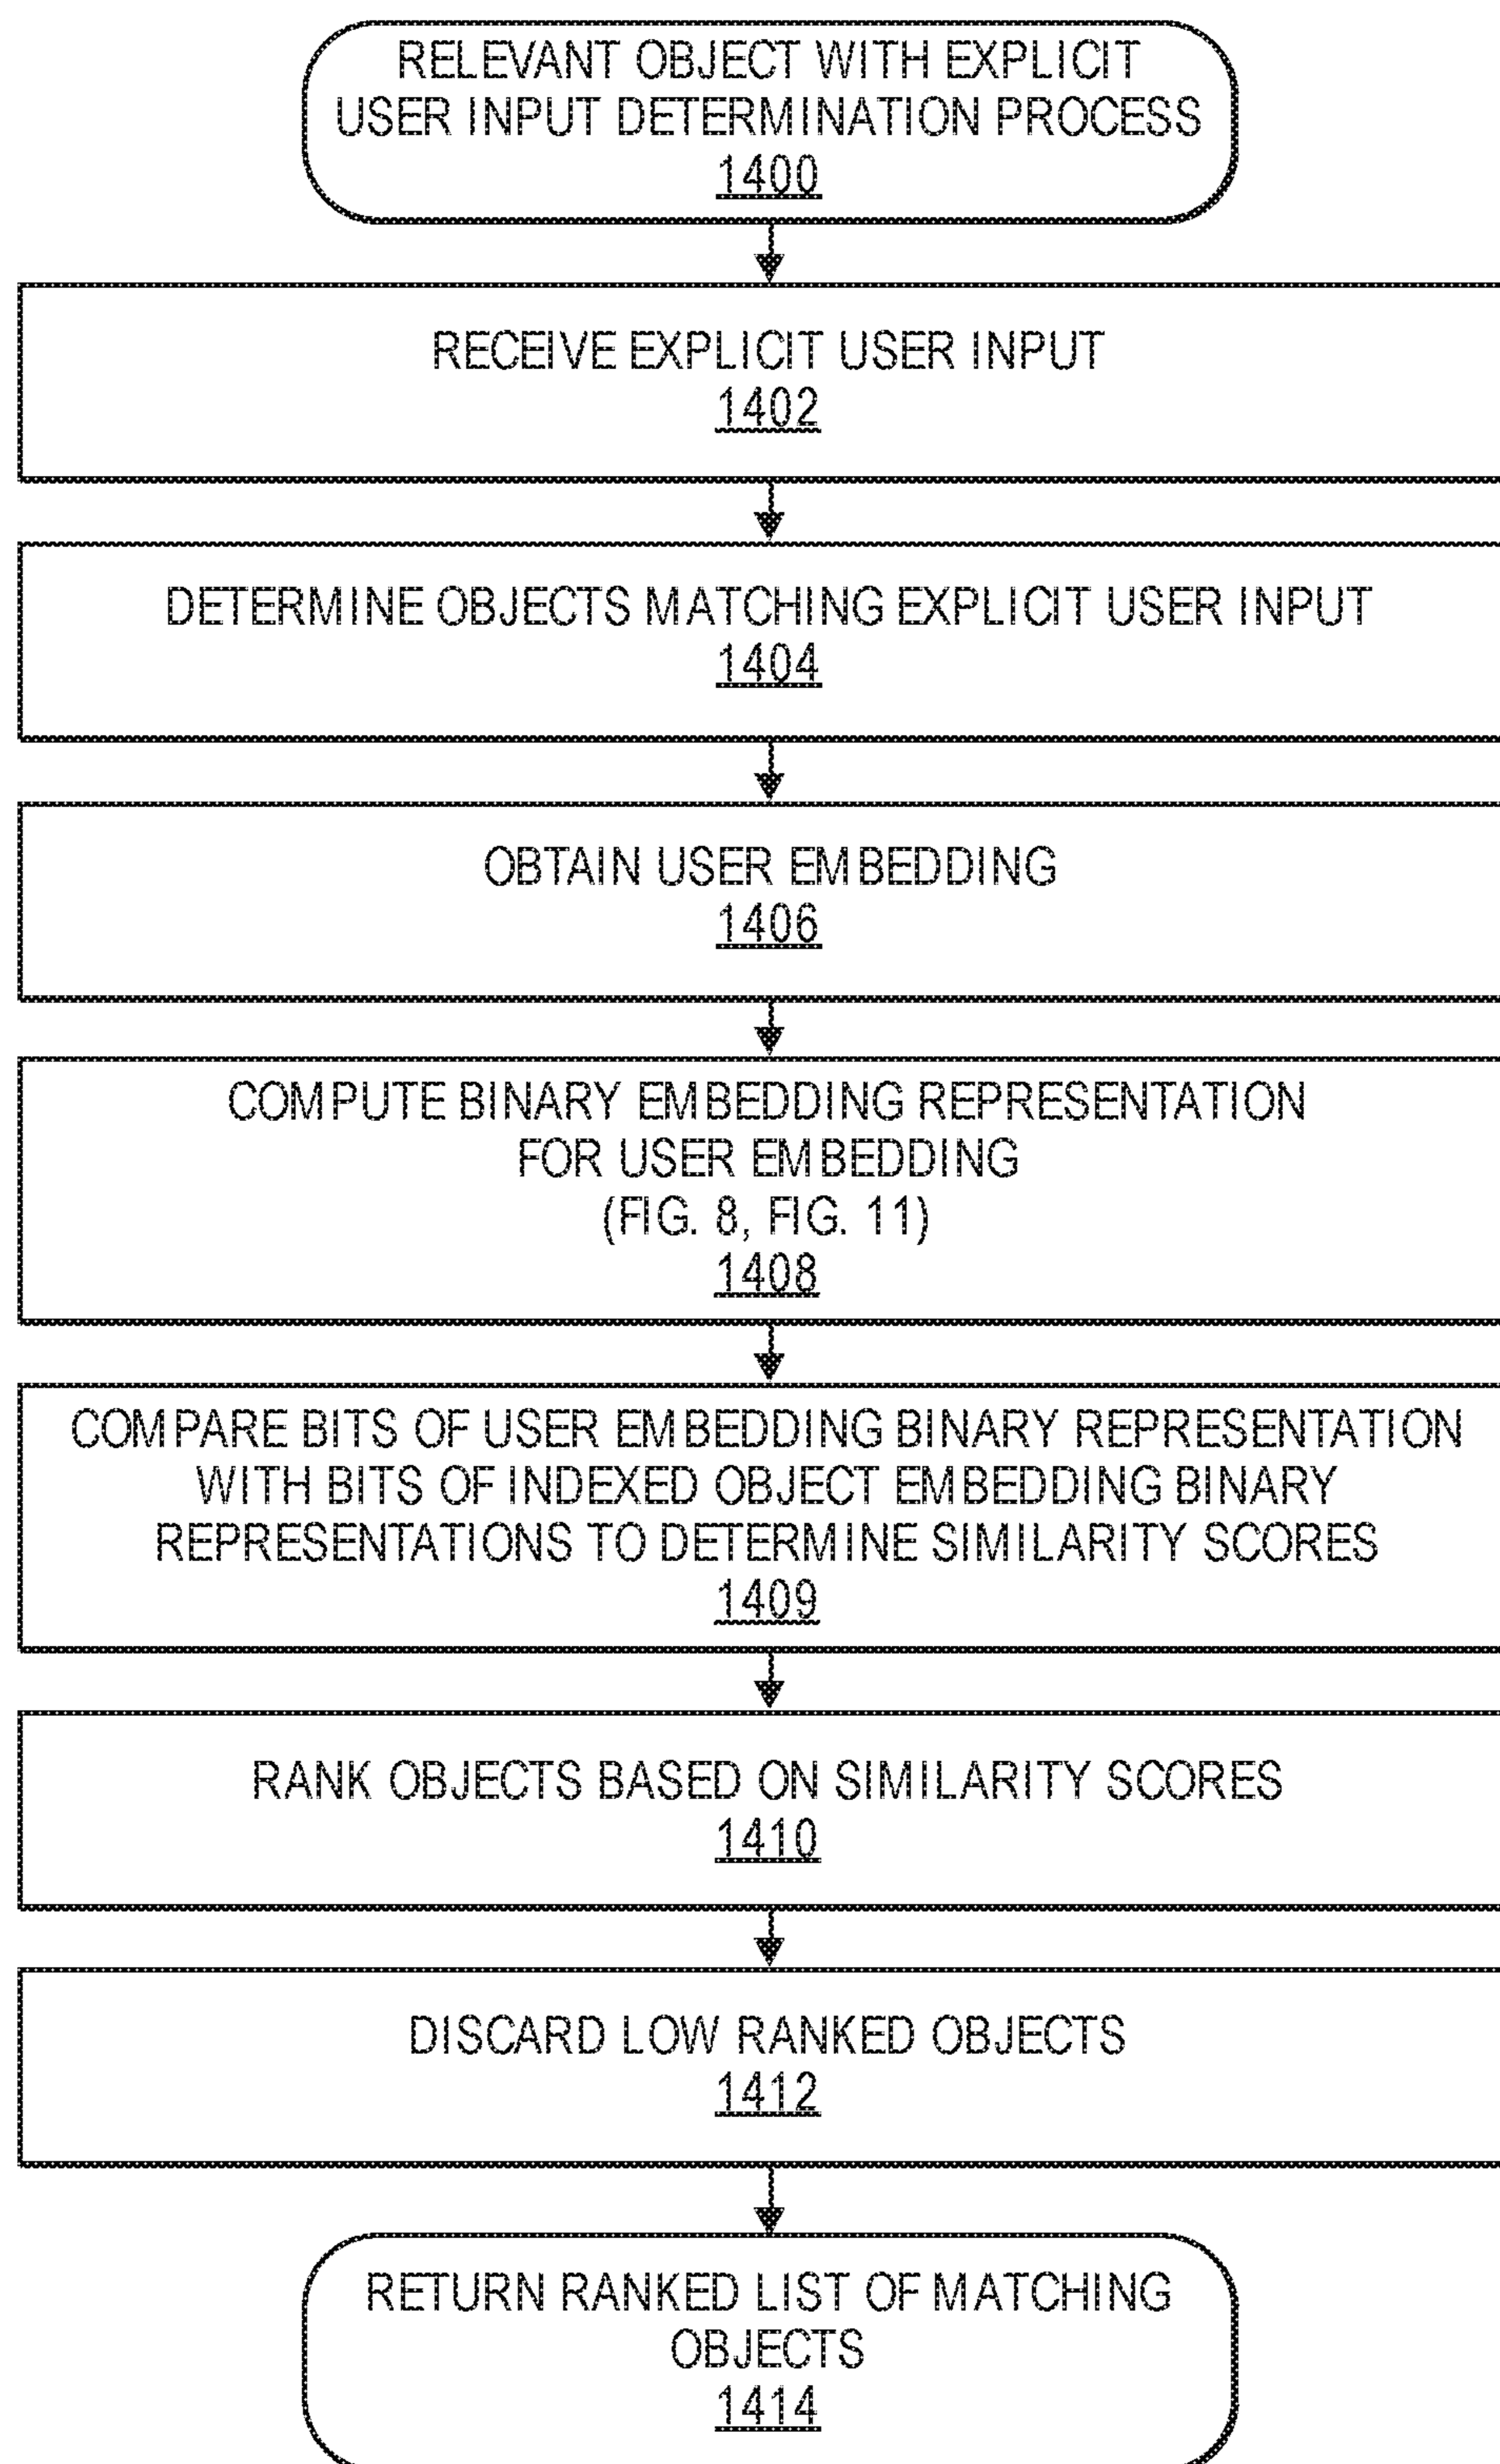 RELEVANT OBJECT WITH EXPLICIT
USER INPUT DETERMINATION PROCESS
1400
RECEIVE EXPLICIT USER INPUT
1402
DETERMINE OBJECTS MATCHING EXPLICIT USER INPUT
1404
OBTAIN USER EMBEDDING
1406
COMPUTE BINARY EMBEDDING REPRESENTATION
FOR USER EMBEDDING
(FIG. 8, FIG. 11)
1408
COMPARE BITS OF USER EMBEDDING BINARY REPRESENTATION
WITH BITS OF INDEXED OBJECT EMBEDDING BINARY
REPRESENTATIONS TO DETERMINE SIMILARITY SCORES
1409
RANK OBJECTS BASED ON SIMILARITY SCORES
1410
DISCARD LOW RANKED OBJECTS
1412
RETURN RANKED LIST OF MATCHING
OBJECTS
1414